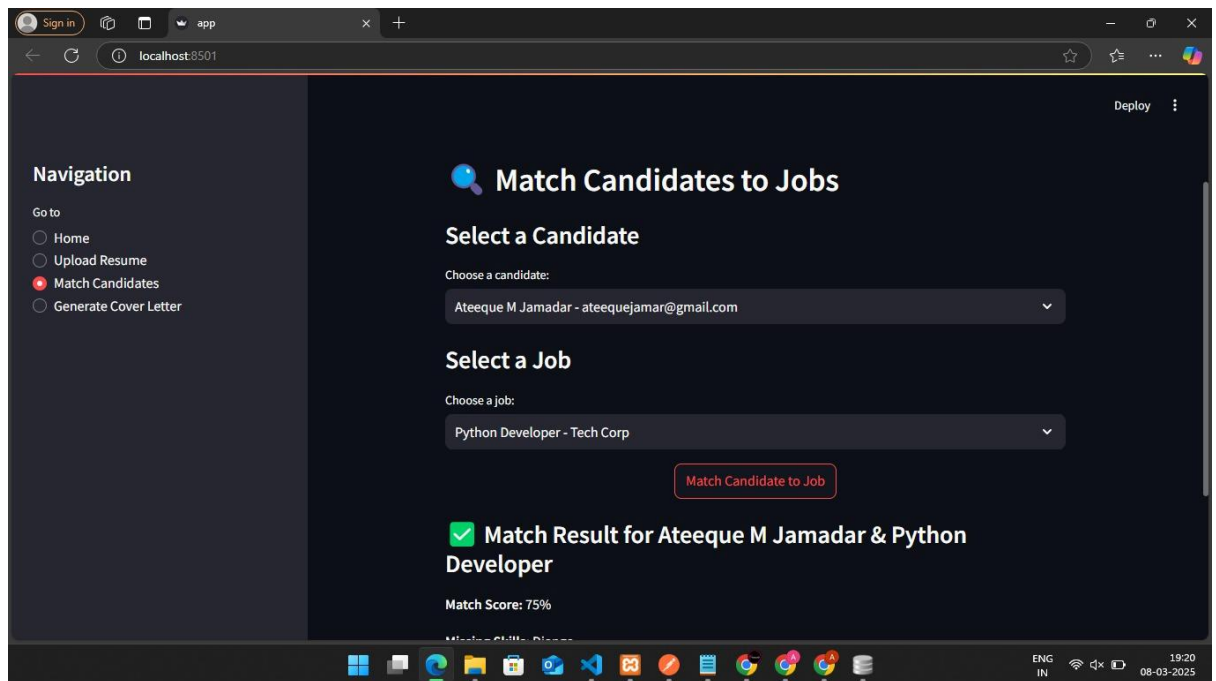 Sign in
app
localhost:8501
Deploy
Navigation
Go to
Home
Upload Resume
Match Candidates
Generate Cover Letter
Match Candidates to Jobs
Select a Candidate
Choose a candidate:
Ateeque M Jamadar - ateequejamar@gmail.com
Select a Job
Choose a job:
Python Developer - Tech Corp
Match Candidate to Job
Match Result for Ateeque M Jamadar & Python
Developer
Match Score: 75%
Missing Skills: Django
ENG
IN
19:20
08-03-2025